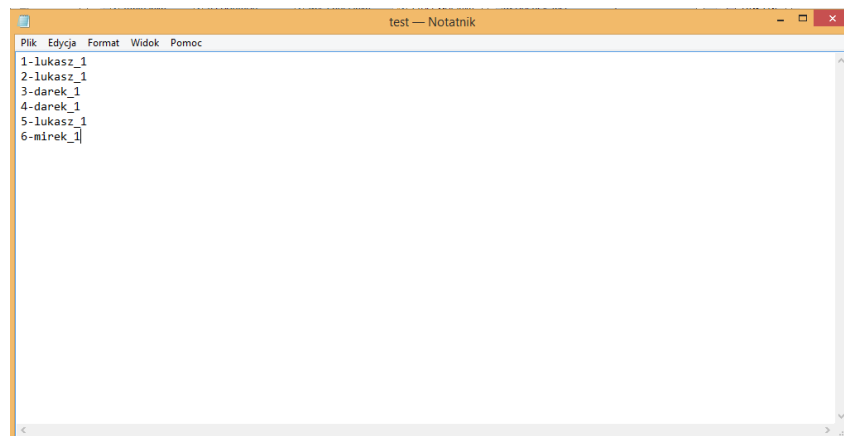 test — Notatnik
Plik Edycja Format Widok Pomoc
1-lukasz_1
2-lukasz_1
3-darek_1
4-darek_1
5-lukasz_1
6-mirek_1